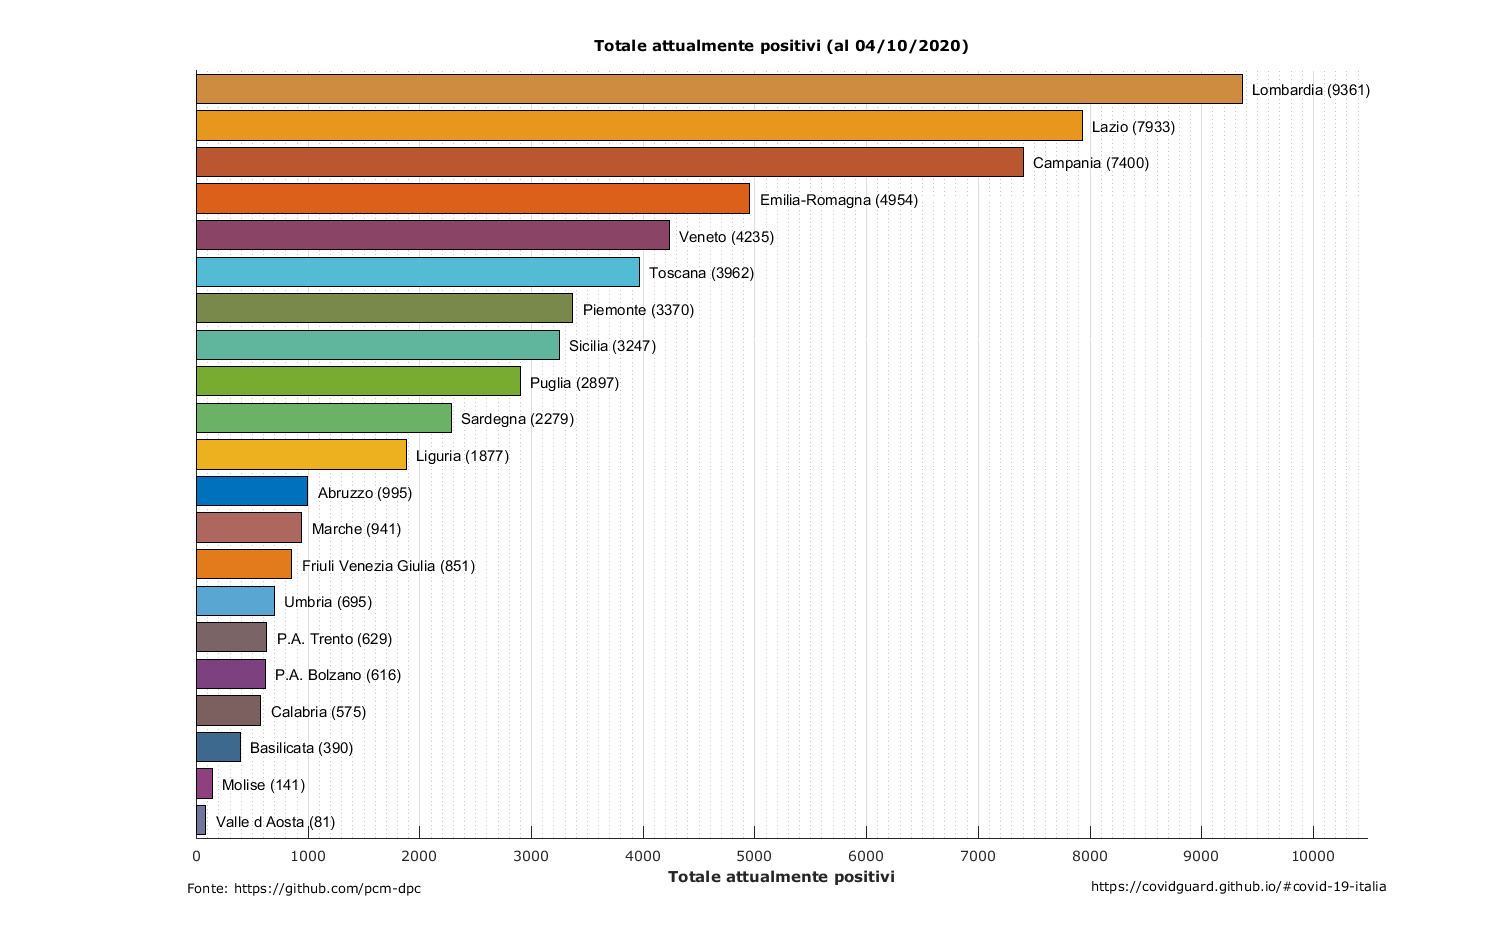 Totale attualmente positivi (al 04/10/2020)
Lombardia (9361)
Lazio (7933)
Campania (7400)
Emilia-Romagna (4954)
Veneto (4235)
Toscana (3962)
Piemonte (3370)
Sicilia (3247)
Puglia (2897)
Sardegna (2279)
Liguria (1877)
Abruzzo (995)
Marche (941)
Friuli Venezia Giulia (851)
Umbria (695)
P.A. Trento (629)
P.A. Bolzano (616)
Calabria (575)
Basilicata (390)
Molise (141)
Valle d Aosta (81)
0 1000 2000 3000 4000 5000 6000 7000 8000 9000 10000
Totale attualmente positivi
Fonte: https://github.com/pcm-dpc
https://covidguard.github.io/#covid-19-italia